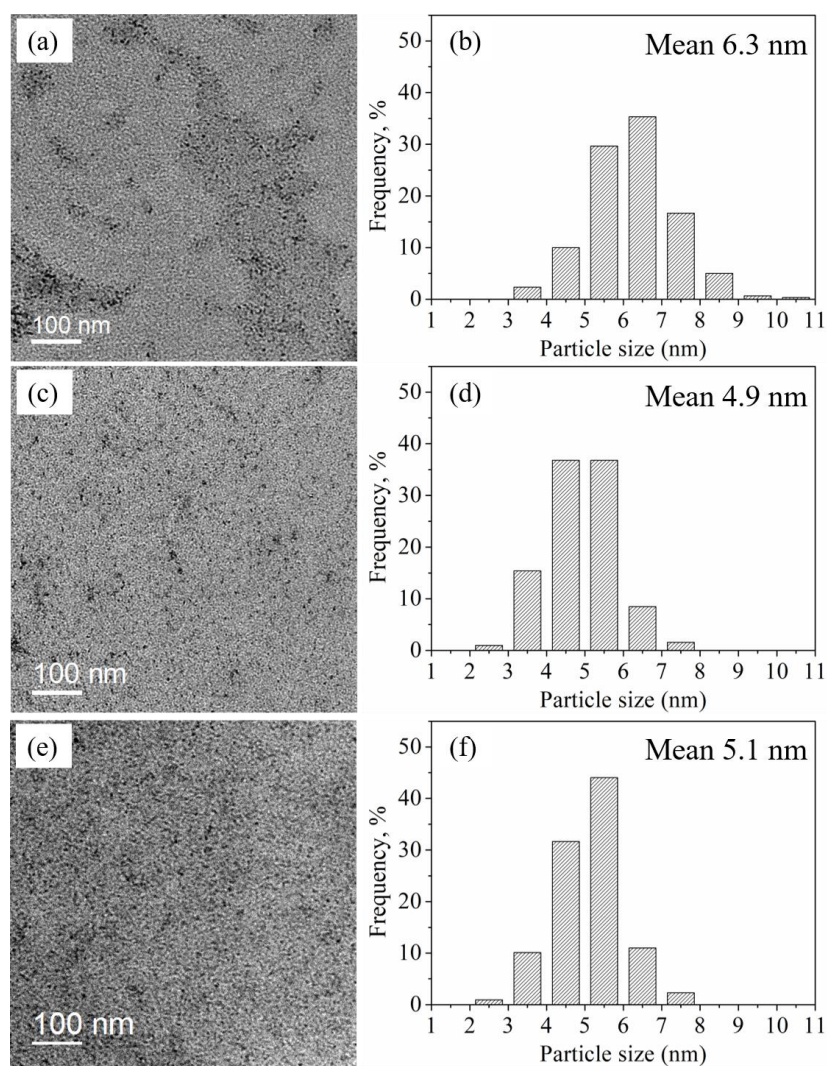 (a)
100 nm
(b)
Mean 6.3 nm
Frequency, %
50
40
30
20
10
0
1 2 3 4 5 6 7 8 9 10 11
Particle size (nm)
(c)
100 nm
(d)
Mean 4.9 nm
Frequency, %
50
40
30
20
10
0
1 2 3 4 5 6 7 8 9 10 11
Particle size (nm)
(e)
100 nm
(f)
Mean 5.1 nm
Frequency, %
50
40
30
20
10
0
1 2 3 4 5 6 7 8 9 10 11
Particle size (nm)